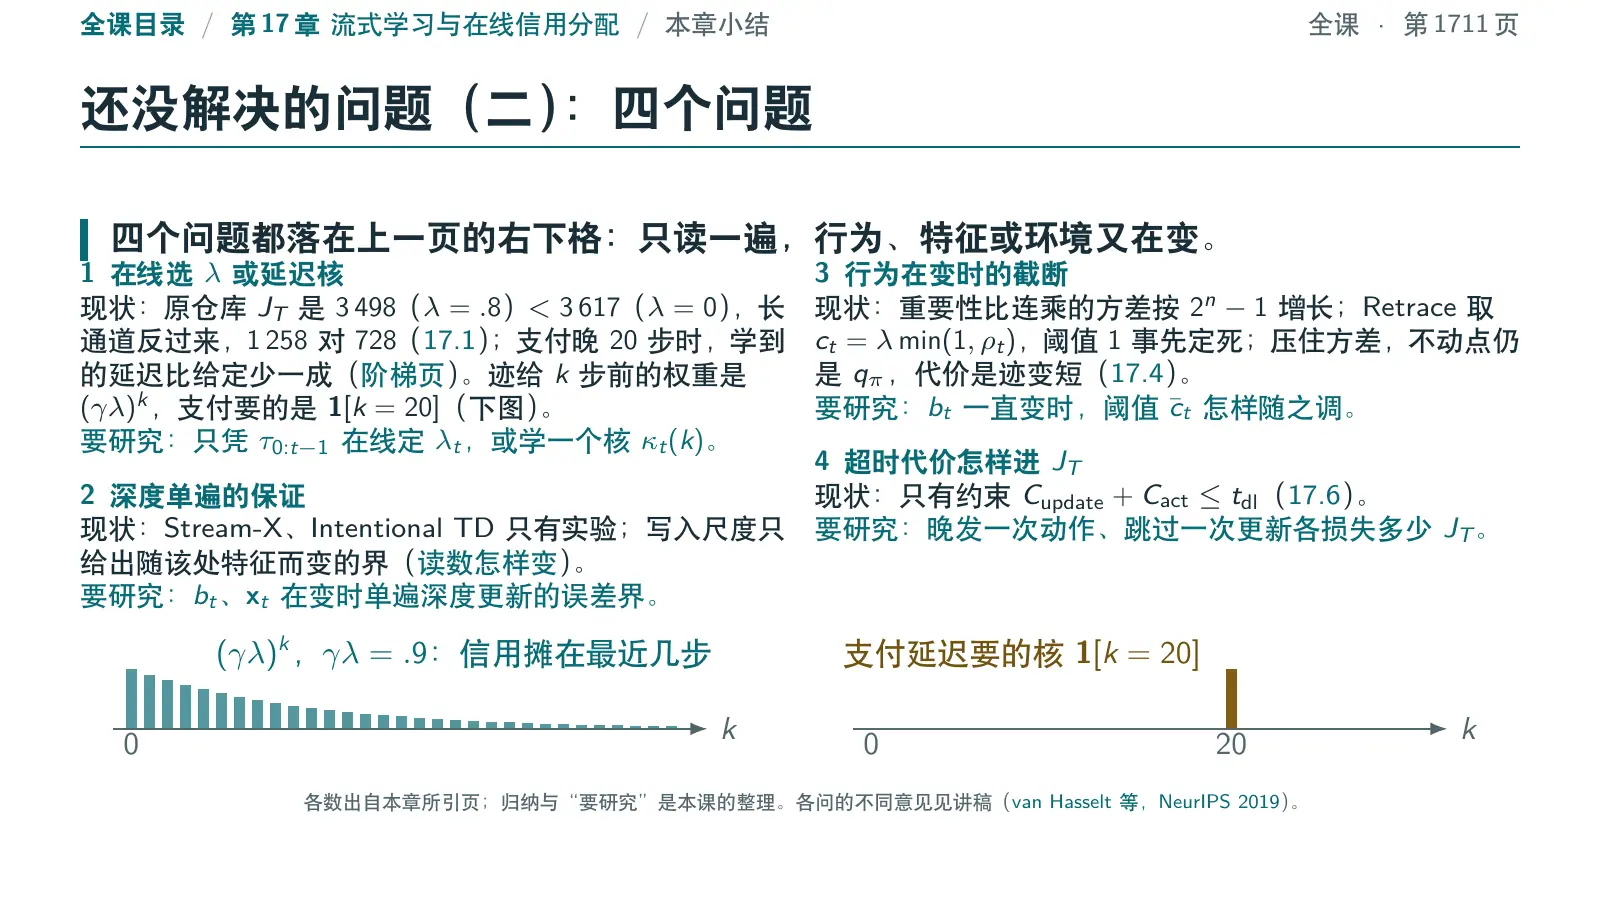 全课目录 / 第 17 章 流式学习与在线信用分配 / 本章小结
全课 · 第 1711 页
还没解决的问题（二）：四个问题
四个问题都落在上一页的右下格：只读一遍，行为、特征或环境又在变。
1 在线选 λ 或延迟核
现状：原仓库 J_T 是 3 498（λ = .8）< 3 617（λ = 0），长
通道反过来，1 258 对 728（17.1）；支付晚 20 步时，学到
的延迟比给定少一成（阶梯页）。迹给 k 步前的权重是
(γλ)^k，支付要的是 1[k = 20]（下图）。
要研究：只凭 τ_{0:t−1} 在线定 λ_t，或学一个核 κ_t(k)。
2 深度单遍的保证
现状：Stream-X、Intentional TD 只有实验；写入尺度只
给出随该处特征而变的界（读数怎样变）。
要研究：b_t、x_t 在变时单遍深度更新的误差界。
3 行为在变时的截断
现状：重要性比连乘的方差按 2^n − 1 增长；Retrace 取
c_t = λ min(1, ρ_t)，阈值 1 事先定死；压住方差，不动点仍
是 q_π，代价是迹变短（17.4）。
要研究：b_t 一直变时，阈值 c̄_t 怎样随之调。
4 超时代价怎样进 J_T
现状：只有约束 C_update + C_act ≤ t_dl（17.6）。
要研究：晚发一次动作、跳过一次更新各损失多少 J_T。
(γλ)^k，γλ = .9：信用摊在最近几步
k
0
支付延迟要的核 1[k = 20]
k
0
20
各数出自本章所引页；归纳与“要研究”是本课的整理。各问的不同意见见讲稿（van Hasselt 等，NeurIPS 2019）。